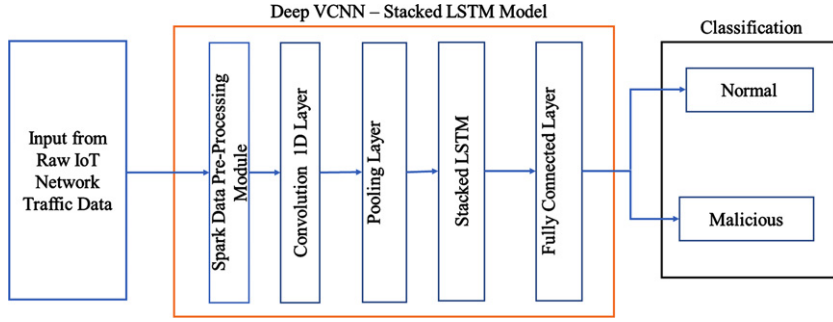 Deep VCNN – Stacked LSTM Model
Classification
Input from
Raw IoT
Network
Traffic Data
Spark Data Pre-Processing
Module
Convolution 1D Layer
Pooling Layer
Stacked LSTM
Fully Connected Layer
Normal
Malicious